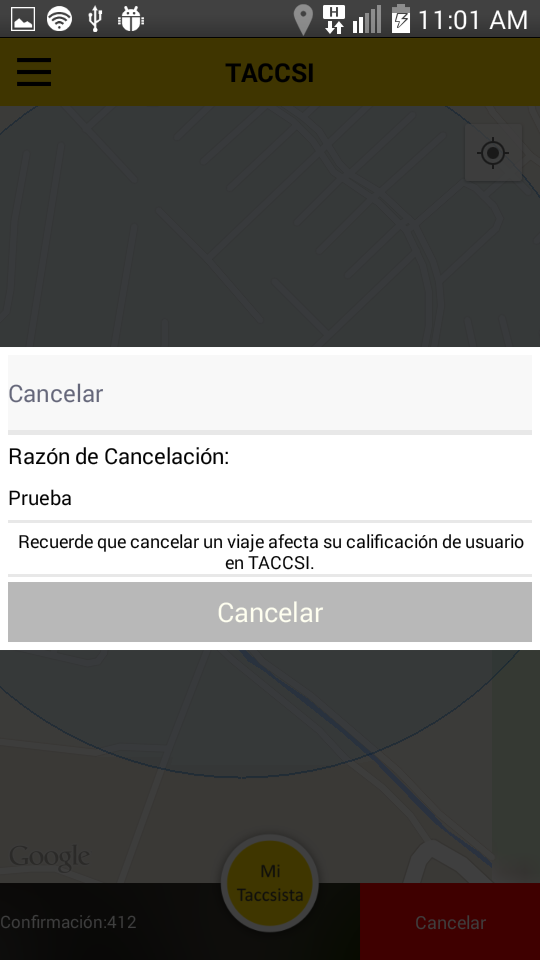 H
11:01 AM
TACCSI
Cancelar
Razón de Cancelación:
Prueba
Recuerde que cancelar un viaje afecta su calificación de usuario
en TACCSI.
Cancelar
Google
Mi
Taccsista
Confirmación:412
Cancelar